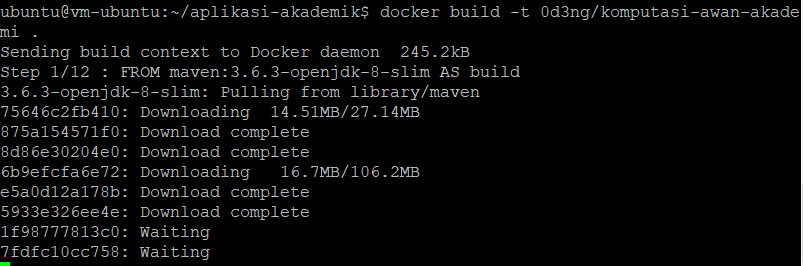 ubuntu@vm-ubuntu:~/aplikasi-akademik$ docker build -t 0d3ng/komputasi-awan-akade
mi .
Sending build context to Docker daemon  245.2kB
Step 1/12 : FROM maven:3.6.3-openjdk-8-slim AS build
3.6.3-openjdk-8-slim: Pulling from library/maven
75646c2fb410: Downloading  14.51MB/27.14MB
875a154571f0: Download complete
8d86e30204e0: Download complete
6b9efcfa6e72: Downloading   16.7MB/106.2MB
e5a0d12a178b: Download complete
5933e326ee4e: Download complete
1f98777813c0: Waiting
7fdfc10cc758: Waiting